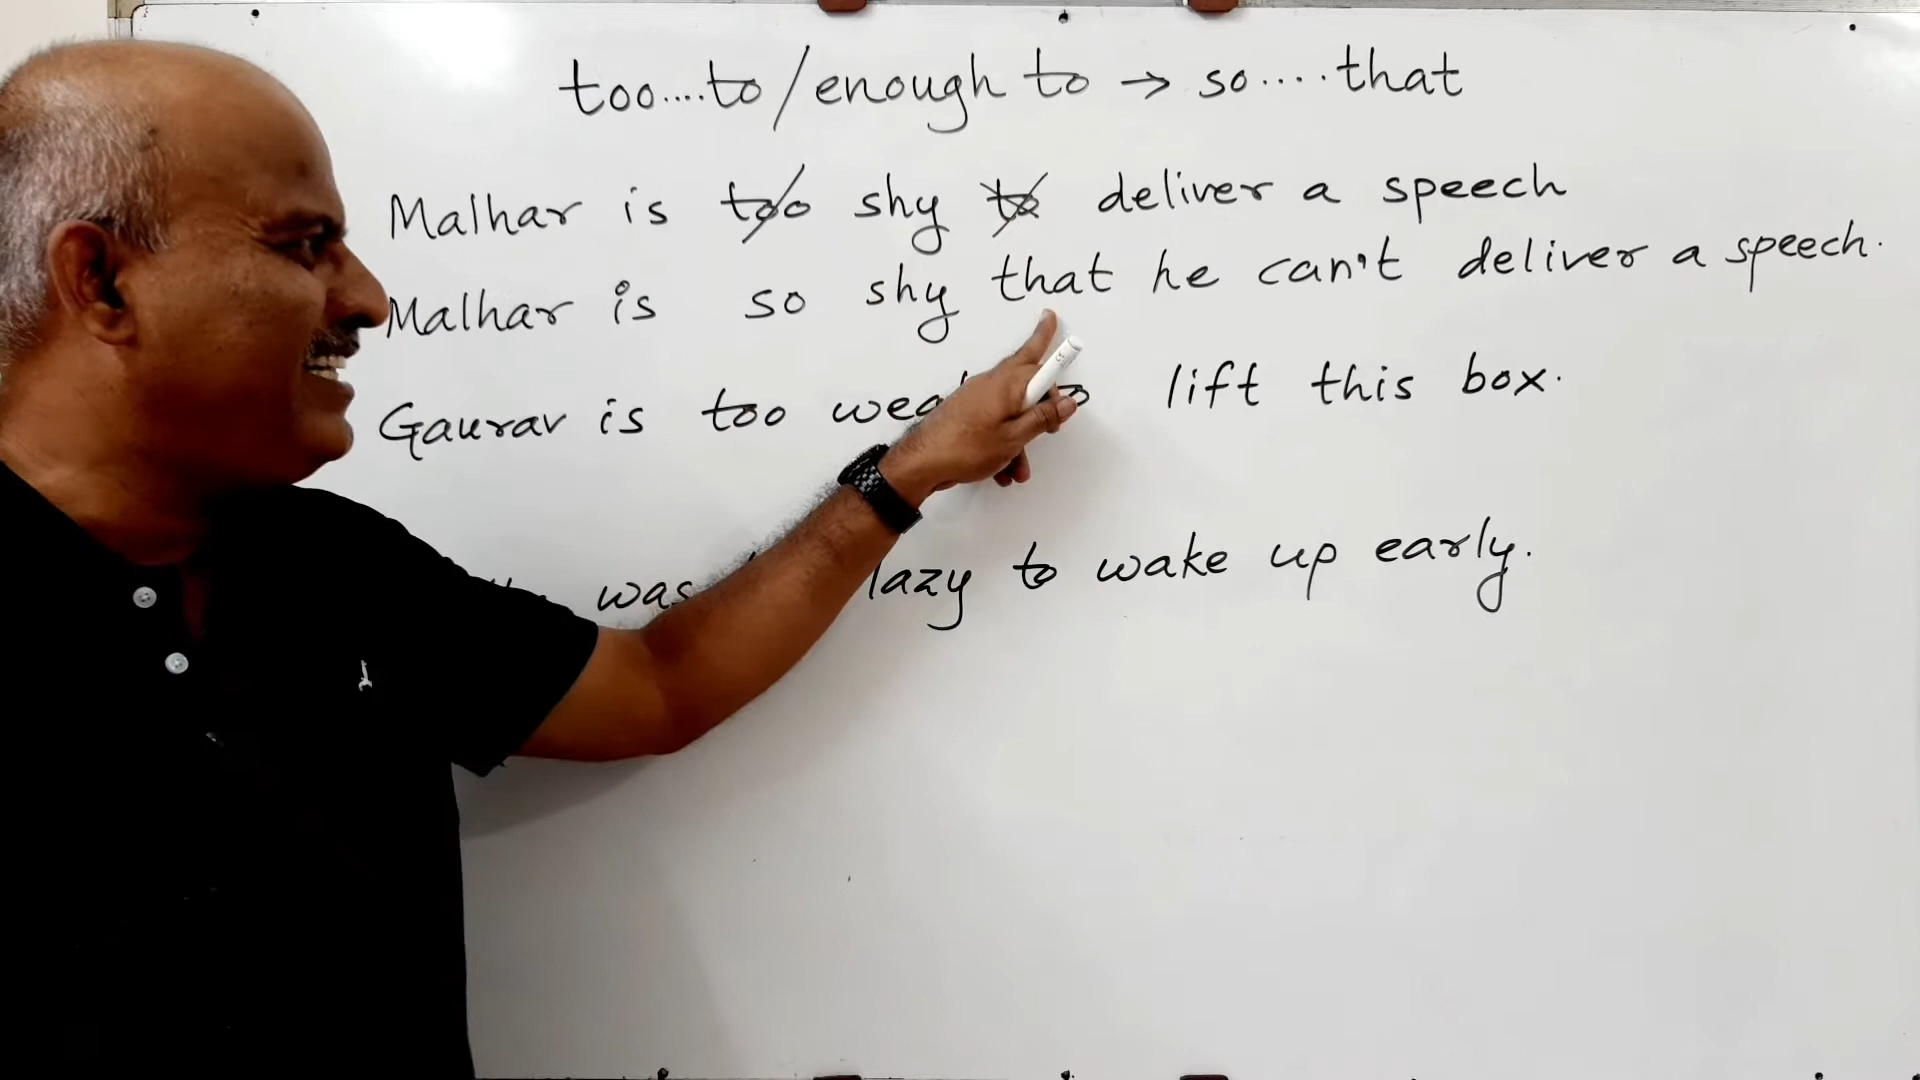 too....to / enough to → so....that
Malhar is too shy to deliver a speech
Malhar is so shy that he can't deliver a speech.
Gaurav is too lift this box.
was lazy to wake up early.